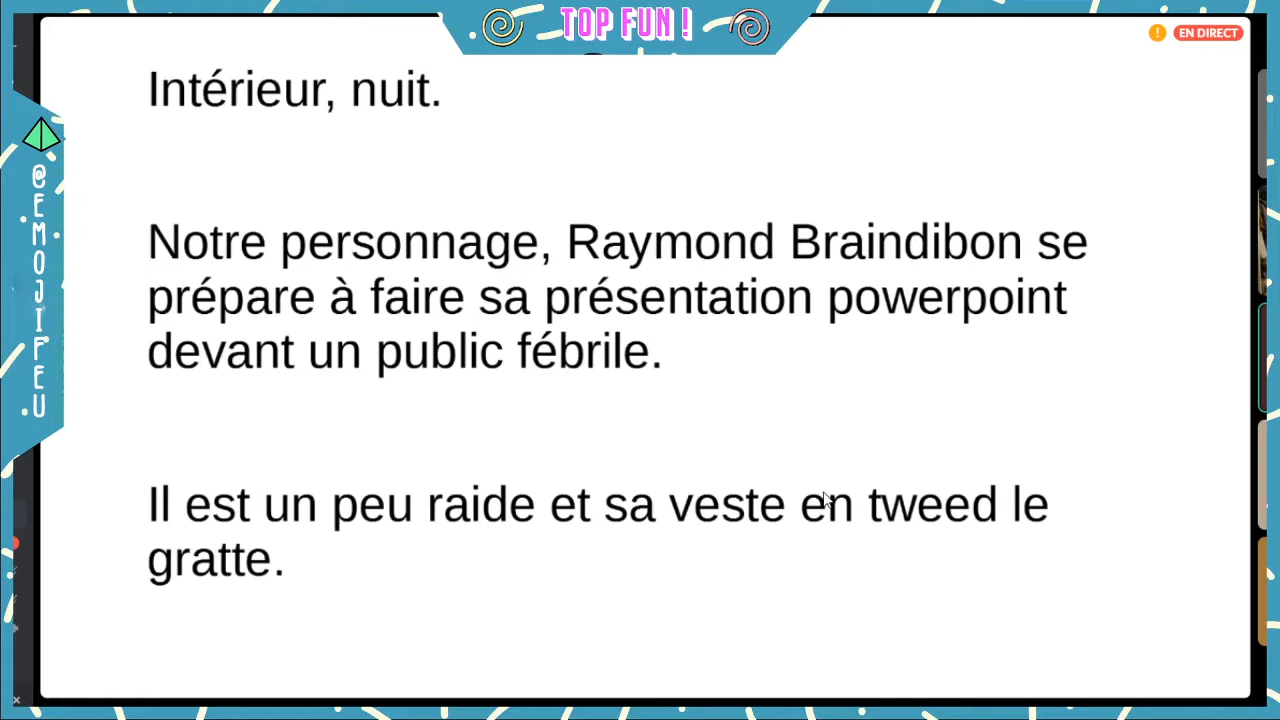 TOP FUN !
! EN DIRECT
Intérieur, nuit.
@EMOJIFEU
Notre personnage, Raymond Braindibon se
prépare à faire sa présentation powerpoint
devant un public fébrile.
Il est un peu raide et sa veste en tweed le
gratte.